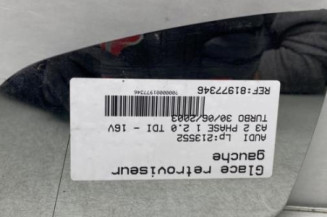 Glace retroviseur
gauche
AUDI Lp:213552
A3 2 PHASE 1 2.0 TDI - 16V
TURBO 30/06/2003
100000081977346
REF:81977346